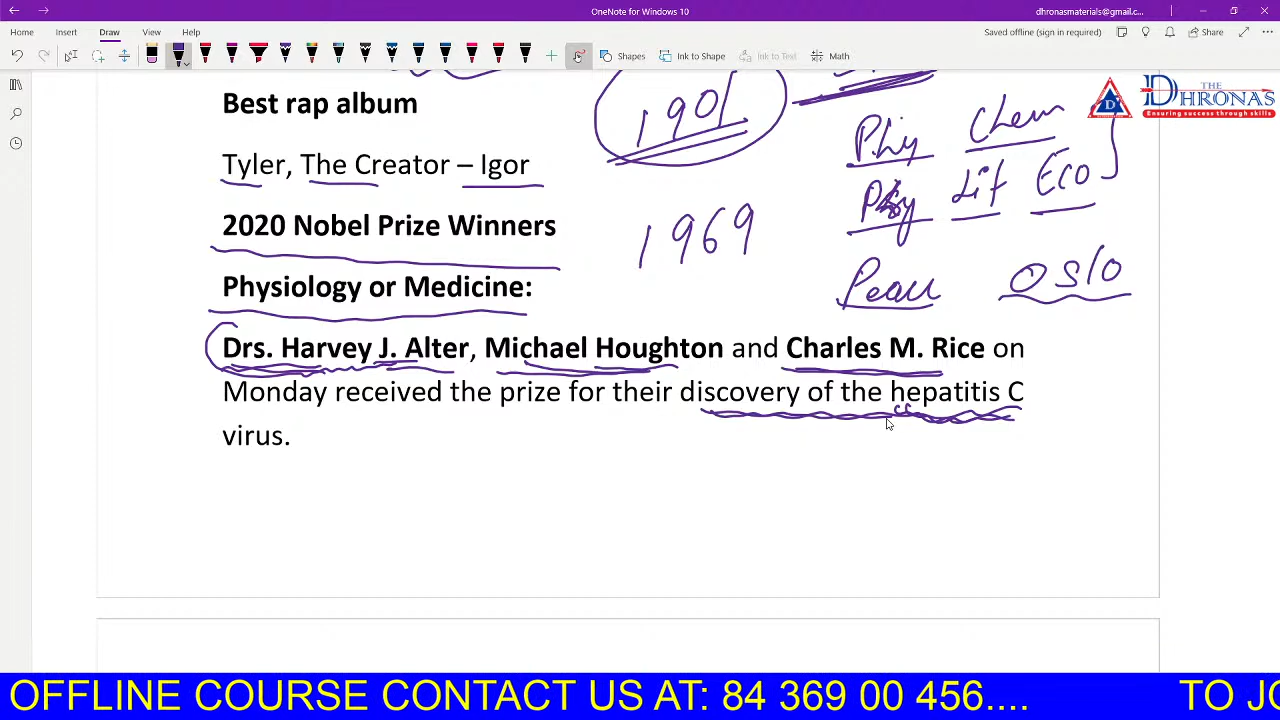 OneNote for Windows 10
dhronasmaterials@gmail.c...
Home Insert Draw View Help
Saved offline (sign in required) Share
Shapes Ink to Shape Ink to Text Math
THE
DHRONAS
Ensuring success through skills
Best rap album
1901
Phy Chem
Tyler, The Creator – Igor
Lit Eco
2020 Nobel Prize Winners
1969
Physiology or Medicine:
Oslo
Drs. Harvey J. Alter, Michael Houghton and Charles M. Rice on
Monday received the prize for their discovery of the hepatitis C
virus.
OFFLINE COURSE CONTACT US AT: 84 369 00 456.... TO JO